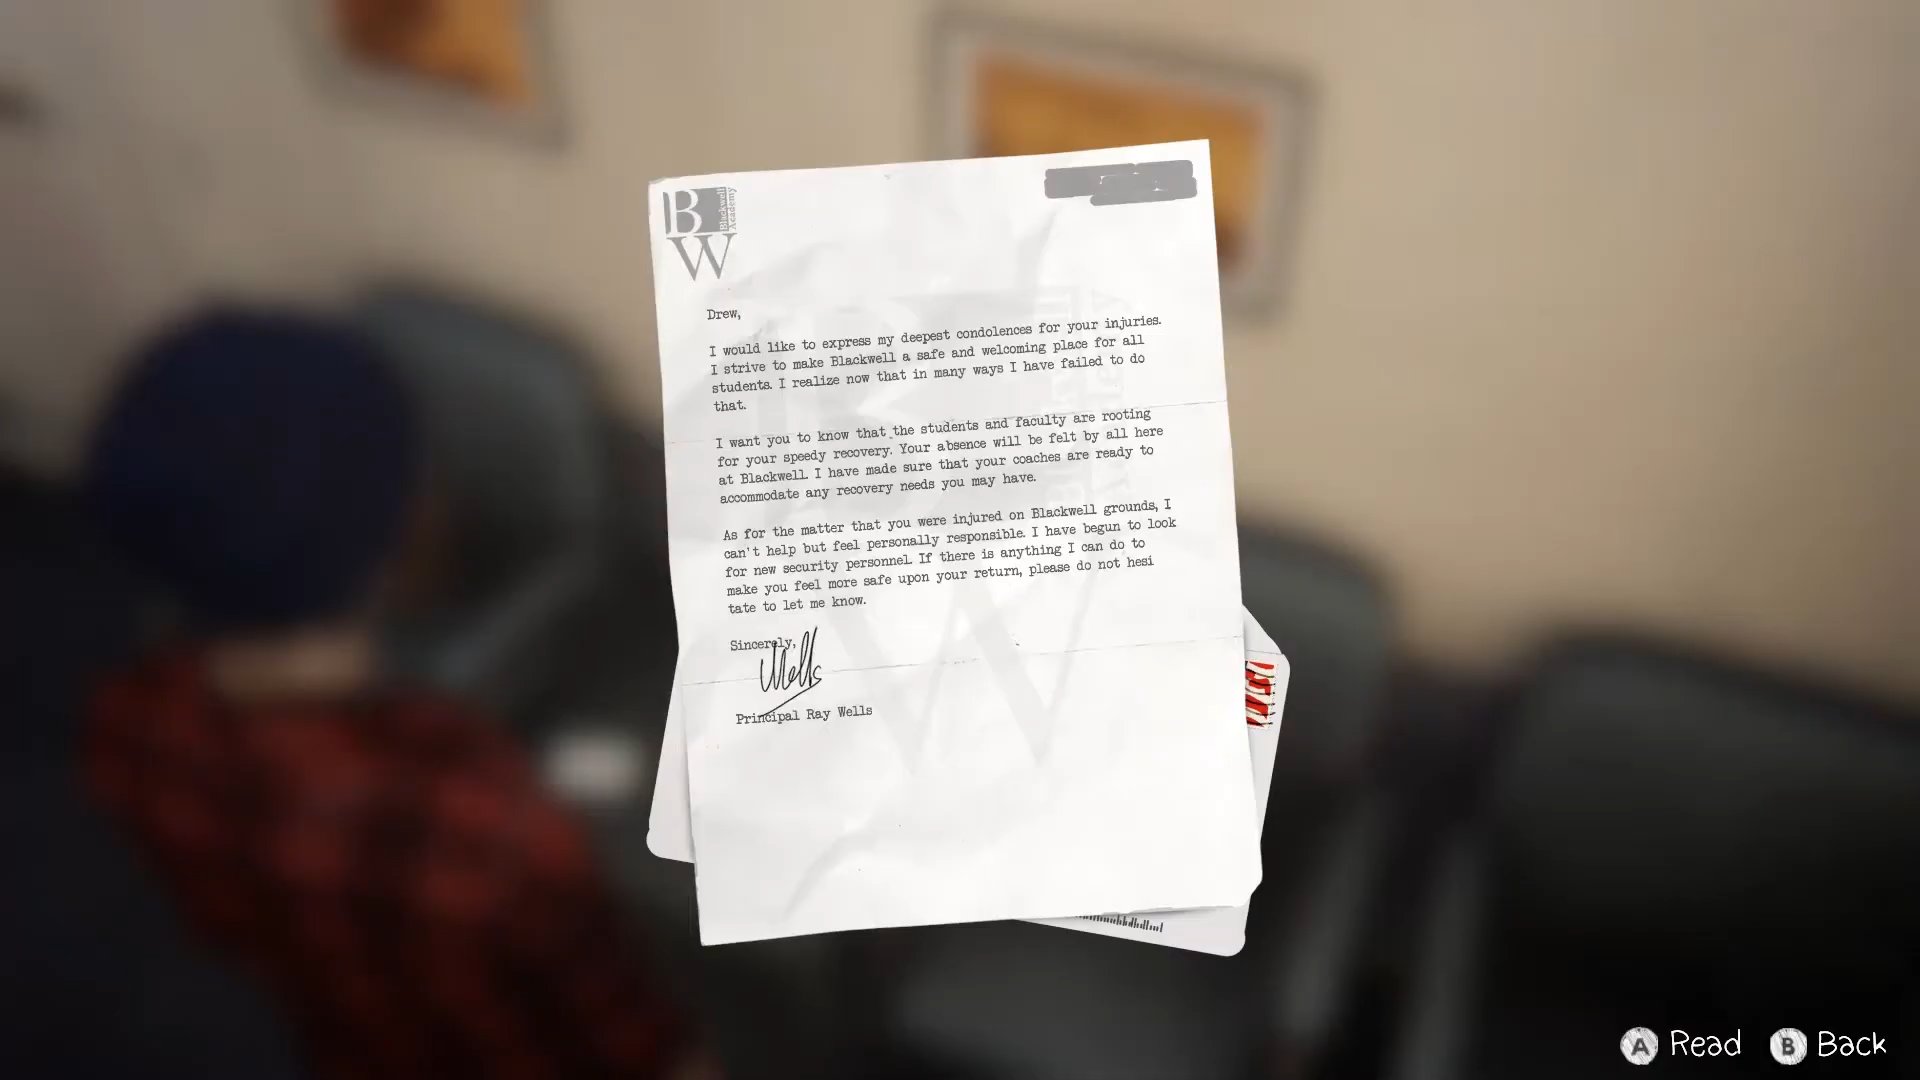 BW
Blackwell
Academy
Drew,
I would like to express my deepest condolences for your injuries.
I strive to make Blackwell a safe and welcoming place for all
students. I realize now that in many ways I have failed to do
that.
I want you to know that the students and faculty are rooting
for your speedy recovery. Your absence will be felt by all here
at Blackwell. I have made sure that your coaches are ready to
accommodate any recovery needs you may have.
As for the matter that you were injured on Blackwell grounds, I
can't help but feel personally responsible. I have begun to look
for new security personnel. If there is anything I can do to
make you feel more safe upon your return, please do not hesi
tate to let me know.
Sincerely,
Wells
Principal Ray Wells
A Read B Back